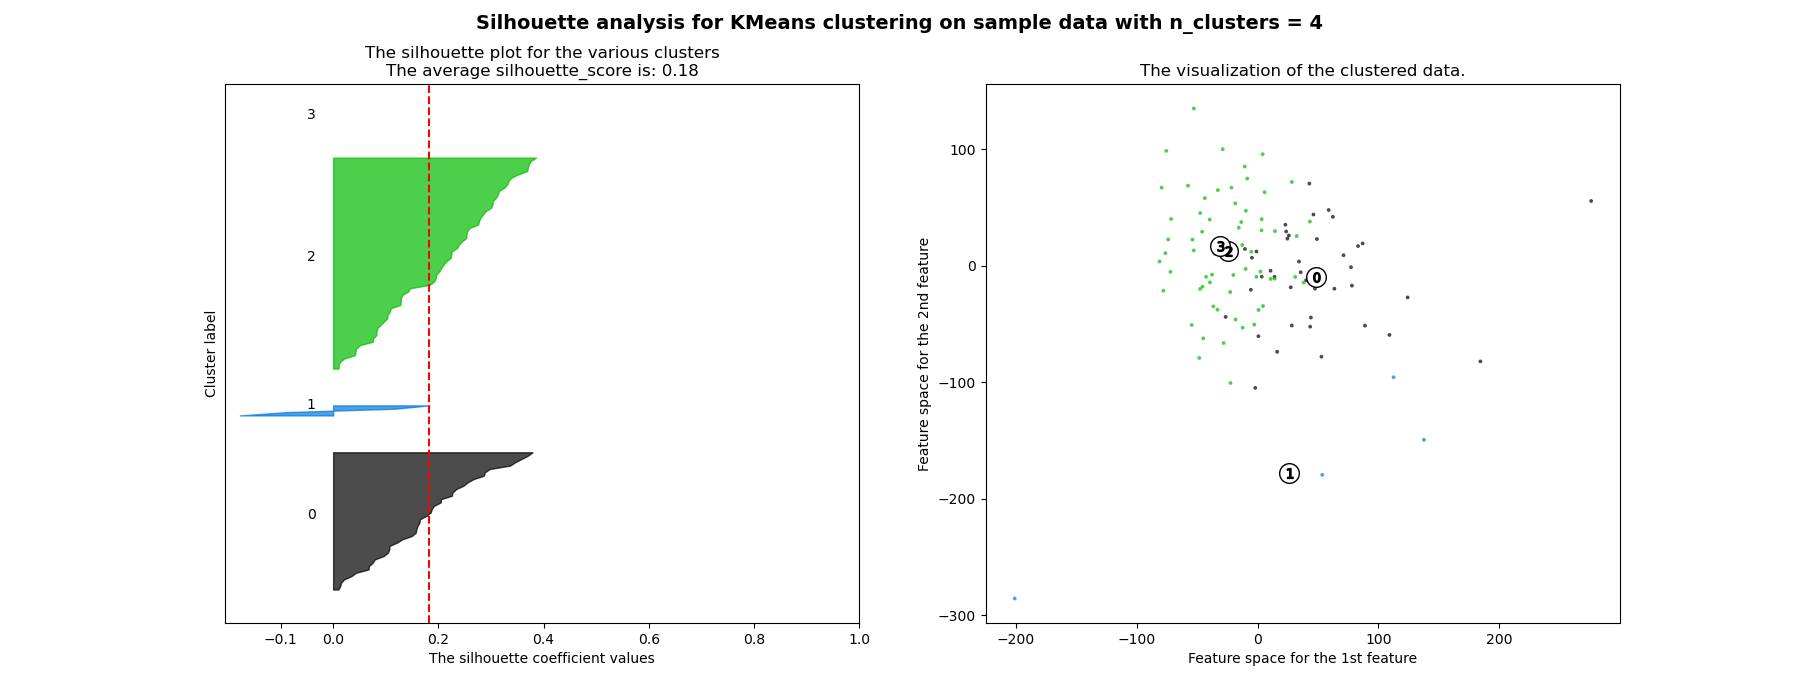 Silhouette analysis for KMeans clustering on sample data with n_clusters = 4
The silhouette plot for the various clusters
The average silhouette_score is: 0.18
3
2
1
0
Cluster label
−0.1 0.0 0.2 0.4 0.6 0.8 1.0
The silhouette coefficient values
The visualization of the clustered data.
100
0
−100
−200
−300
Feature space for the 2nd feature
3
2
0
1
−200 −100 0 100 200
Feature space for the 1st feature